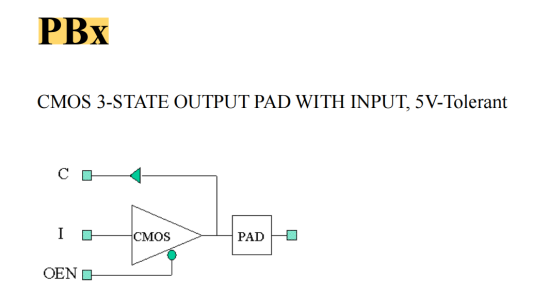 PBx
CMOS 3-STATE OUTPUT PAD WITH INPUT, 5V-Tolerant
C
I
CMOS
PAD
OEN